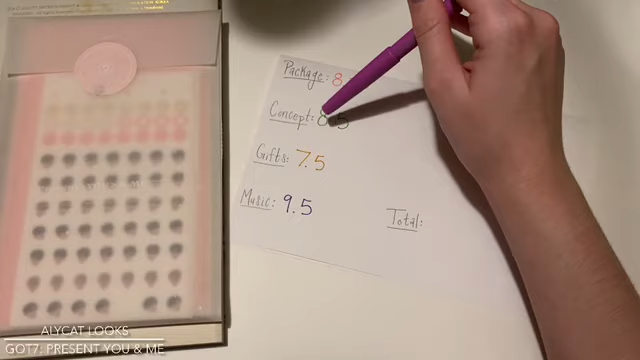 Package: 8
Concept: 8.5
Gifts: 7.5
Music: 9.5
Total:
ALYCAT LOOKS
GOT7: PRESENT YOU & ME